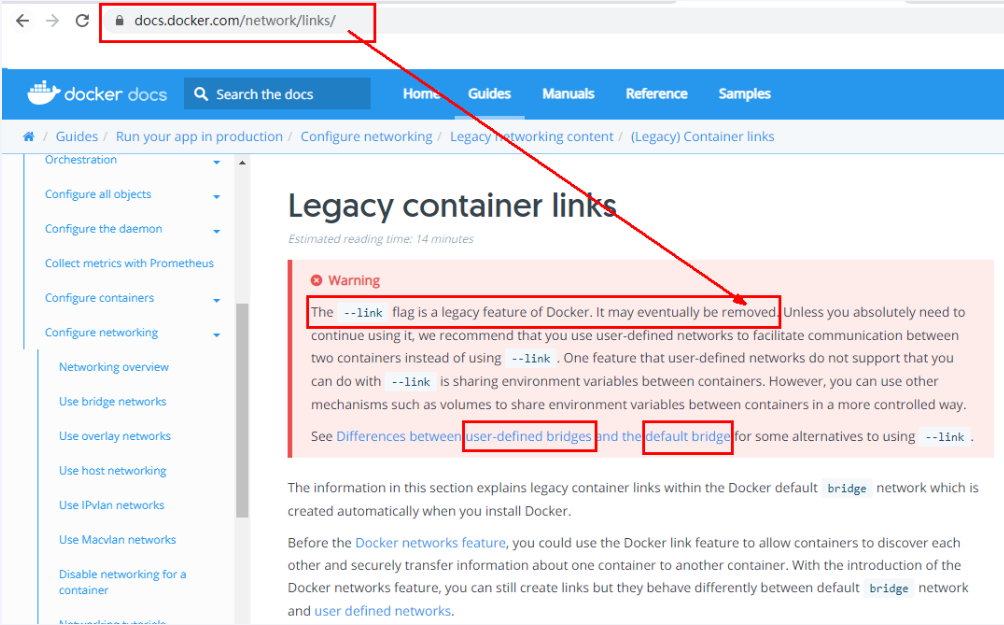 docs.docker.com/network/links/
docker docs Search the docs Home Guides Manuals Reference Samples
/ Guides / Run your app in production / Configure networking / Legacy networking content / (Legacy) Container links
Orchestration
Configure all objects
Configure the daemon
Collect metrics with Prometheus
Configure containers
Configure networking
Networking overview
Use bridge networks
Use overlay networks
Use host networking
Use IPvlan networks
Use Macvlan networks
Disable networking for a
container
Networking tutorials
Legacy container links
Estimated reading time: 14 minutes
Warning
The --link flag is a legacy feature of Docker. It may eventually be removed. Unless you absolutely need to
continue using it, we recommend that you use user-defined networks to facilitate communication between
two containers instead of using --link . One feature that user-defined networks do not support that you
can do with --link is sharing environment variables between containers. However, you can use other
mechanisms such as volumes to share environment variables between containers in a more controlled way.
See Differences between user-defined bridges and the default bridge for some alternatives to using --link .
The information in this section explains legacy container links within the Docker default bridge network which is
created automatically when you install Docker.
Before the Docker networks feature, you could use the Docker link feature to allow containers to discover each
other and securely transfer information about one container to another container. With the introduction of the
Docker networks feature, you can still create links but they behave differently between default bridge network
and user defined networks.